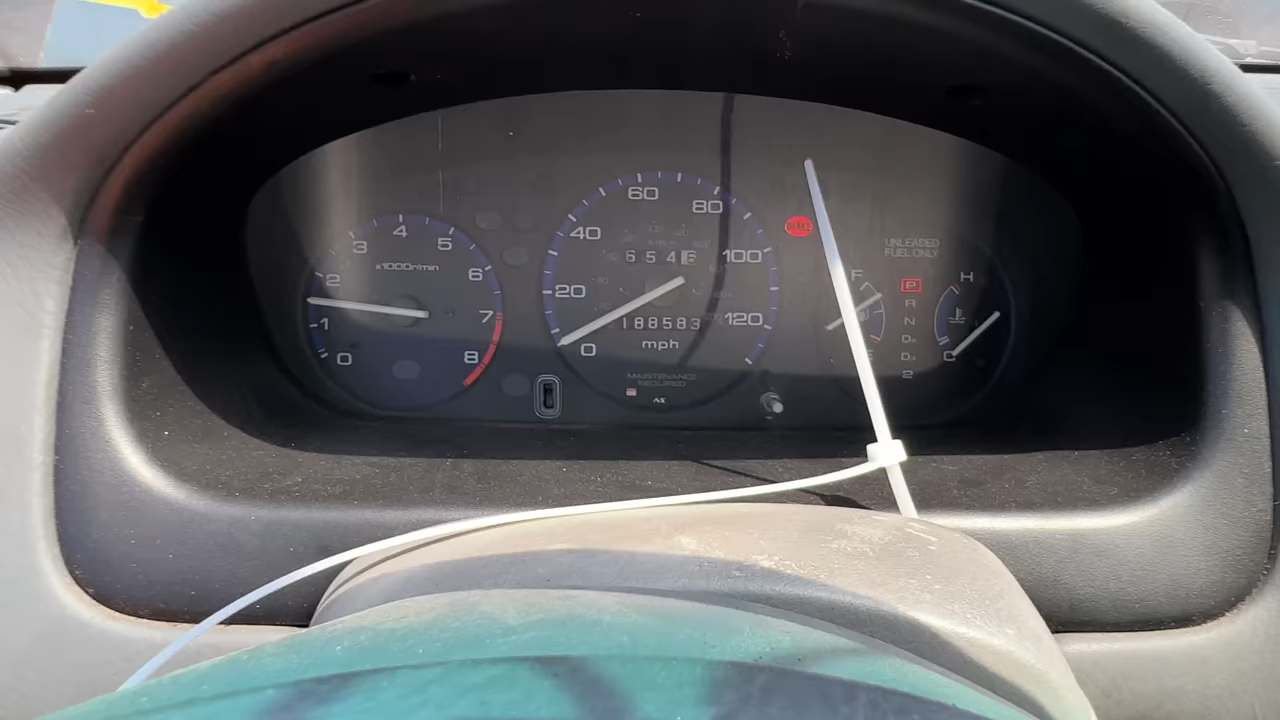 0
1
2
3
4
5
6
7
8
x1000r/min
0
20
40
60
80
100
120
6546
188583
mph
MAINTENANCE
REQUIRED
BRAKE
F
UNLEADED
FUEL ONLY
P
R
N
D₄
D₃
2
H
C